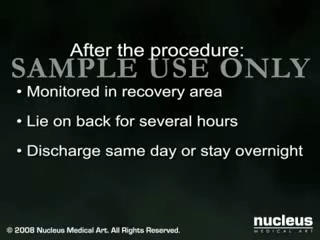 After the procedure:
SAMPLE USE ONLY
• Monitored in recovery area
• Lie on back for several hours
• Discharge same day or stay overnight
© 2008 Nucleus Medical Art. All Rights Reserved.
nucleus
MEDICAL ART